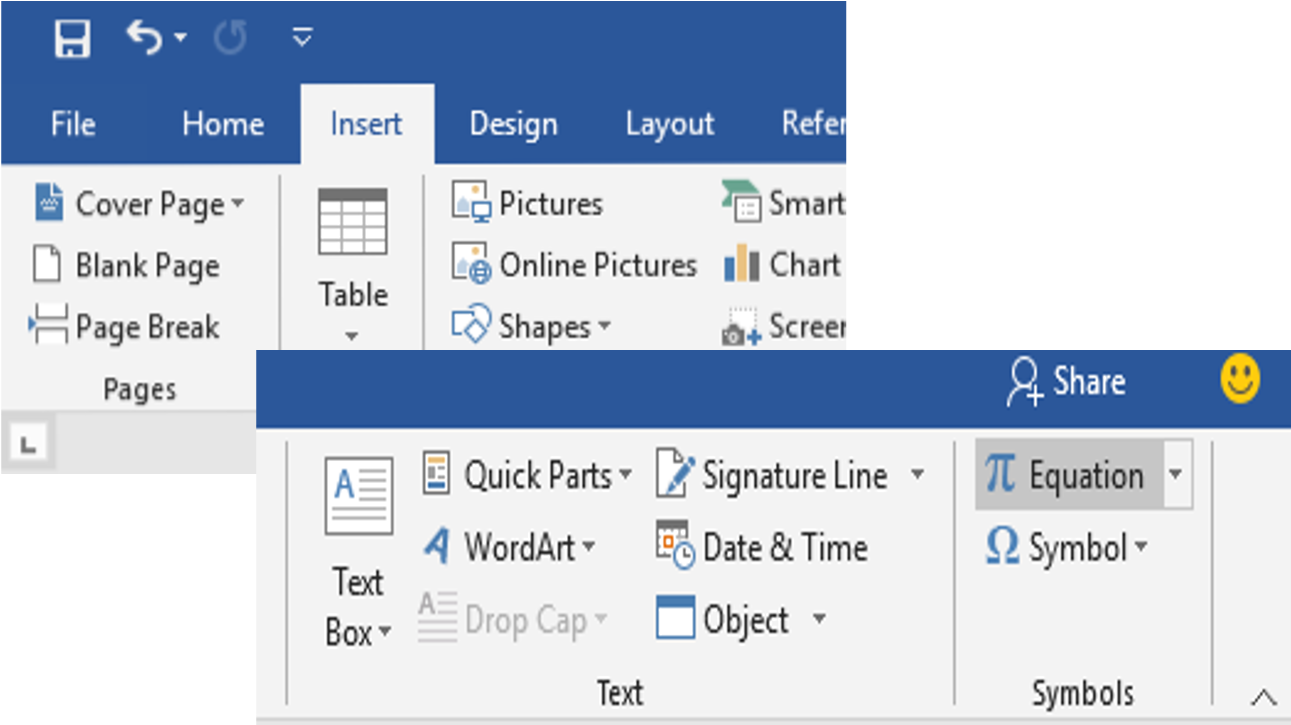 File Home Insert Design Layout Refer
Cover Page Pictures Smart
Blank Page Online Pictures Chart
Table
Page Break Shapes Screen
Pages
Share
Quick Parts Signature Line π Equation
WordArt Date & Time Ω Symbol
Text
Box
Drop Cap Object
Text Symbols